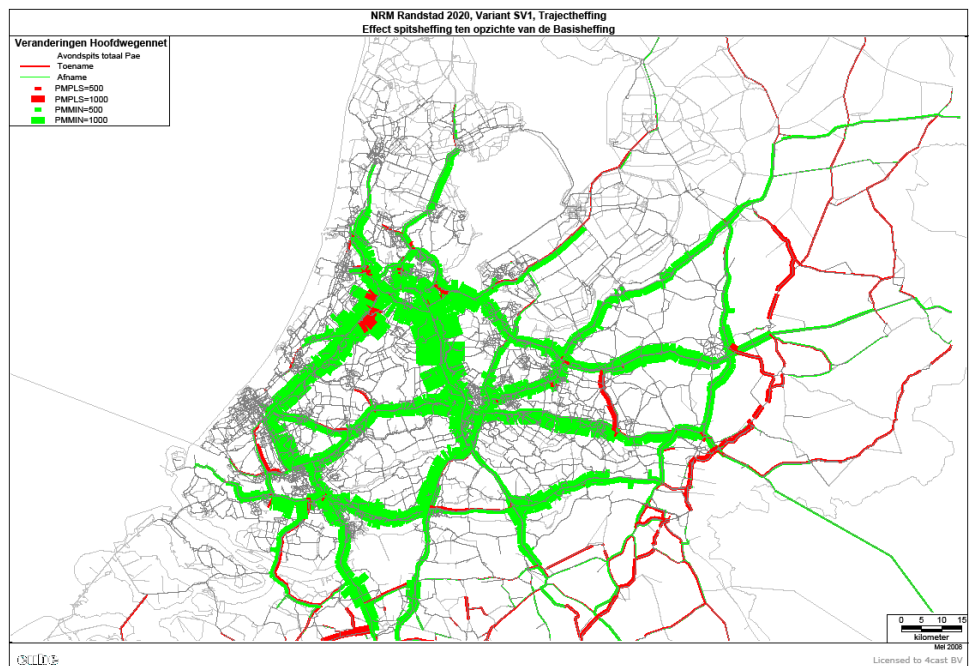 NRM Randstad 2020, Variant SV1, Trajectheffing
Effect spitsheffing ten opzichte van de Basisheffing
Veranderingen Hoofdwegennet
Avondspits totaal Pae
Toename
Afname
PMPLS=500
PMPLS=1000
PMMIN=500
PMMIN=1000
0 5 10 15
kilometer
Mei 2008
cube
Licensed to 4cast BV